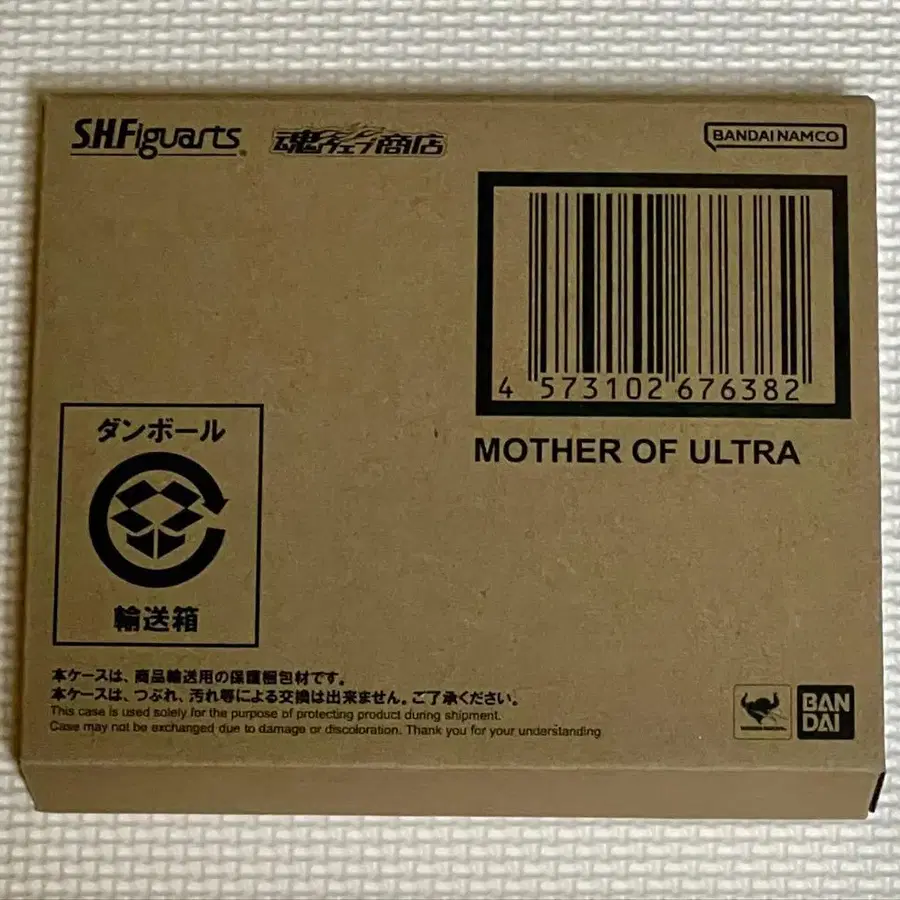 S.H.Figuarts
魂ウェブ商店
BANDAI NAMCO
4 573102 676382
MOTHER OF ULTRA
ダンボール
輸送箱
本ケースは、商品輸送用の保護梱包材です。
本ケースは、つぶれ、汚れ等による交換は出来ません。ご了承ください。
This case is used solely for the purpose of protecting product during shipment.
Case may not be exchanged due to damage or discoloration. Thank you for your understanding.
BAN
DAI